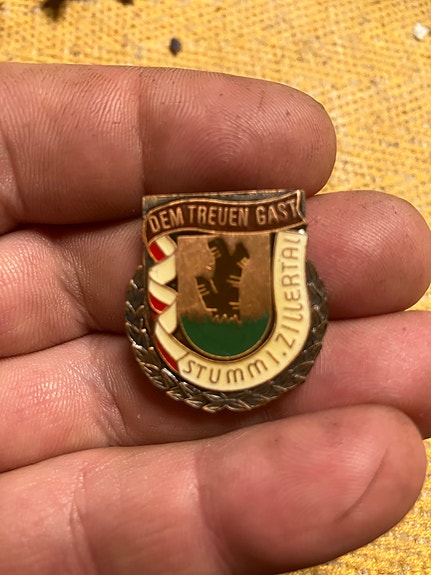 DEM TREUEN GAST
STUMM I. ZILLERTAL